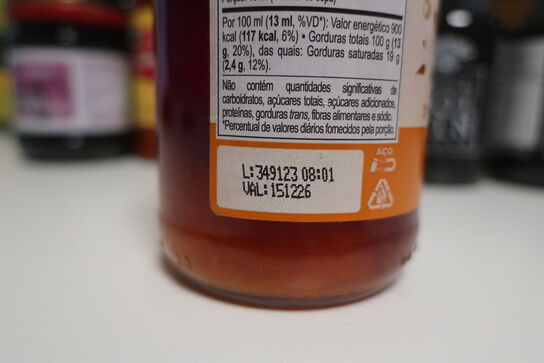 Por 100 ml (13 ml, %VD*): Valor energético 900
kcal (117 kcal, 6%) • Gorduras totais 100 g (13
g, 20%), das quais: Gorduras saturadas 19 g
(2,4 g, 12%).
Não contém quantidades significativas de
carboidratos, açúcares totais, açúcares adicionados,
proteínas, gorduras trans, fibras alimentares e sódio.
*Percentual de valores diários fornecidos pela porção.
AÇO
L:349123 08:01
VAL:151226